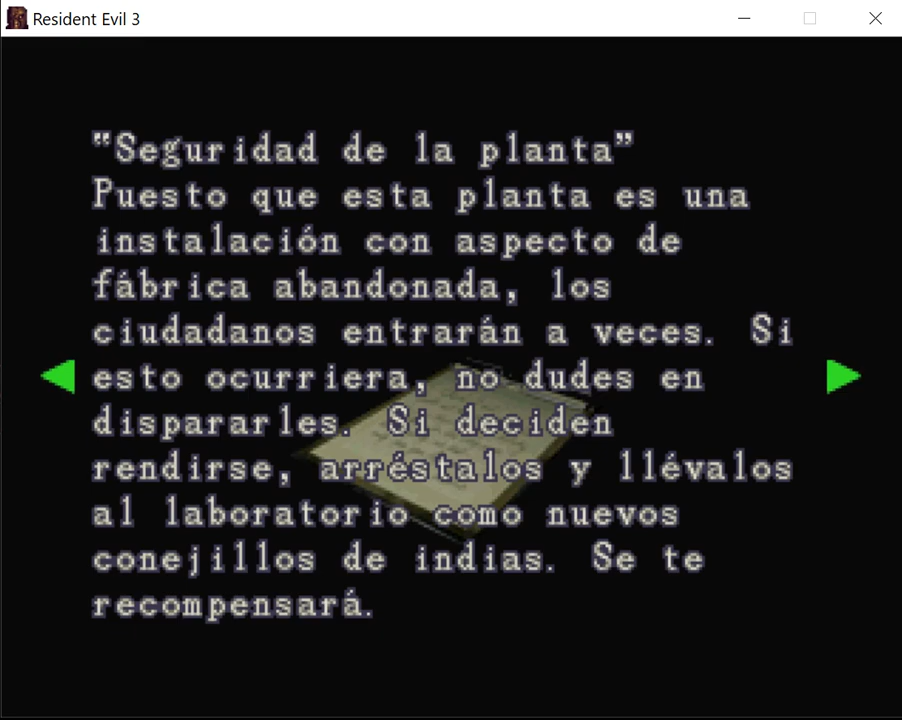 Resident Evil 3
"Seguridad de la planta"
Puesto que esta planta es una
instalación con aspecto de
fábrica abandonada, los
ciudadanos entrarán a veces. Si
esto ocurriera, no dudes en
dispararles. Si deciden
rendirse, arréstalos y llévalos
al laboratorio como nuevos
conejillos de indias. Se te
recompensará.